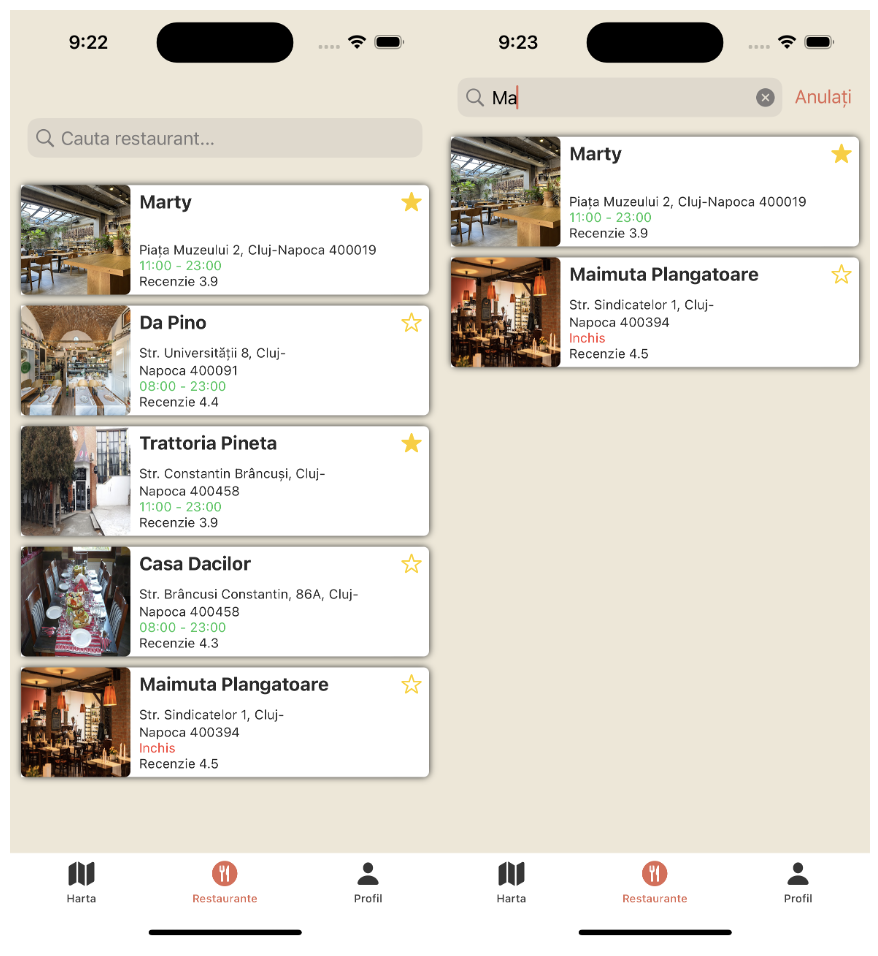 9:22
Cauta restaurant...
Marty
Piața Muzeului 2, Cluj-Napoca 400019
11:00 - 23:00
Recenzie 3.9
Da Pino
Str. Universității 8, Cluj-
Napoca 400091
08:00 - 23:00
Recenzie 4.4
Trattoria Pineta
Str. Constantin Brâncuși, Cluj-
Napoca 400458
11:00 - 23:00
Recenzie 3.9
Casa Dacilor
Str. Brâncusi Constantin, 86A, Cluj-
Napoca 400458
08:00 - 23:00
Recenzie 4.3
Maimuta Plangatoare
Str. Sindicatelor 1, Cluj-
Napoca 400394
Inchis
Recenzie 4.5
Harta
Restaurante
Profil
9:23
Ma
Anulați
Marty
Piața Muzeului 2, Cluj-Napoca 400019
11:00 - 23:00
Recenzie 3.9
Maimuta Plangatoare
Str. Sindicatelor 1, Cluj-
Napoca 400394
Inchis
Recenzie 4.5
Harta
Restaurante
Profil